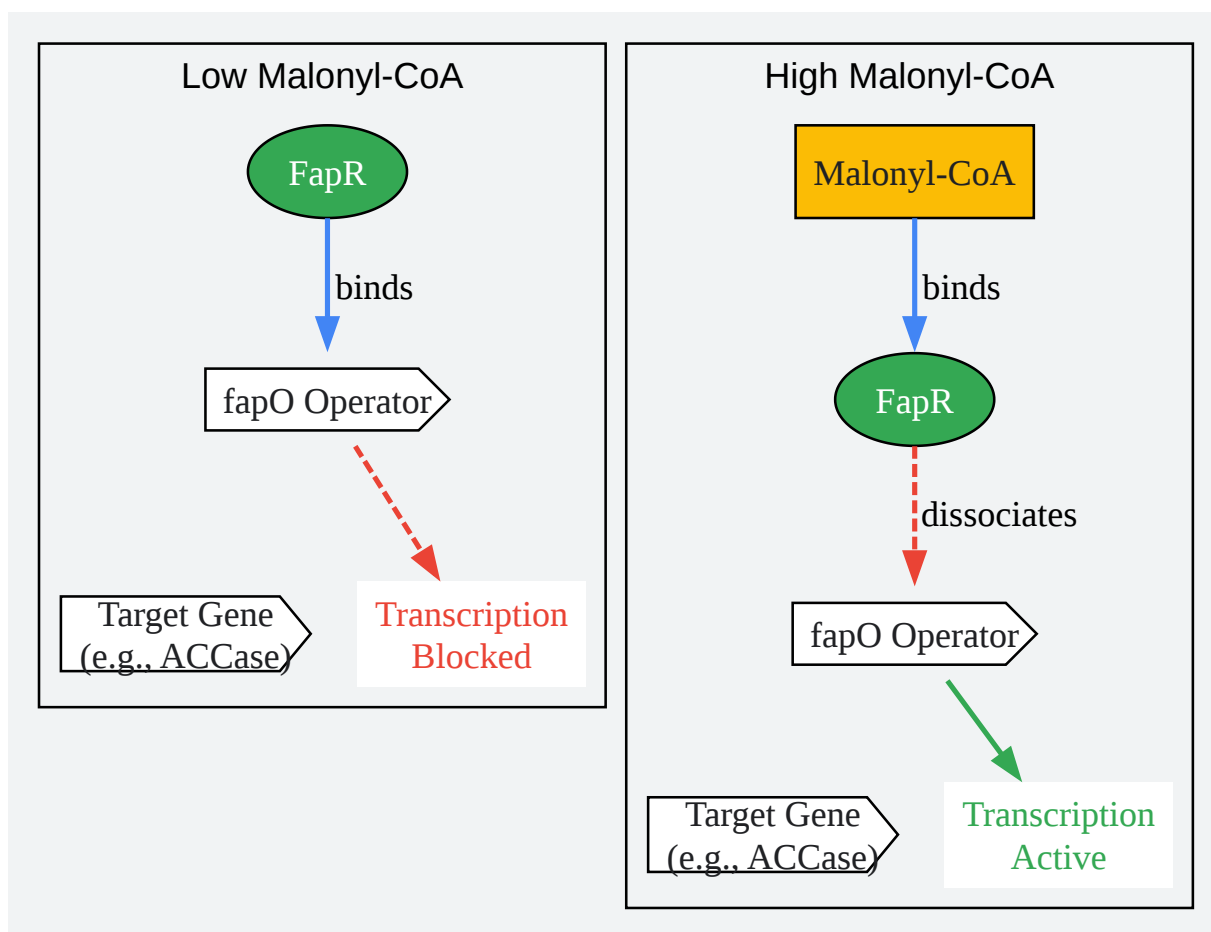 Low Malonyl-CoA
FapR
binds
fapO Operator
Target Gene
(e.g., ACCase)
Transcription
Blocked
High Malonyl-CoA
Malonyl-CoA
binds
FapR
dissociates
fapO Operator
Target Gene
(e.g., ACCase)
Transcription
Active